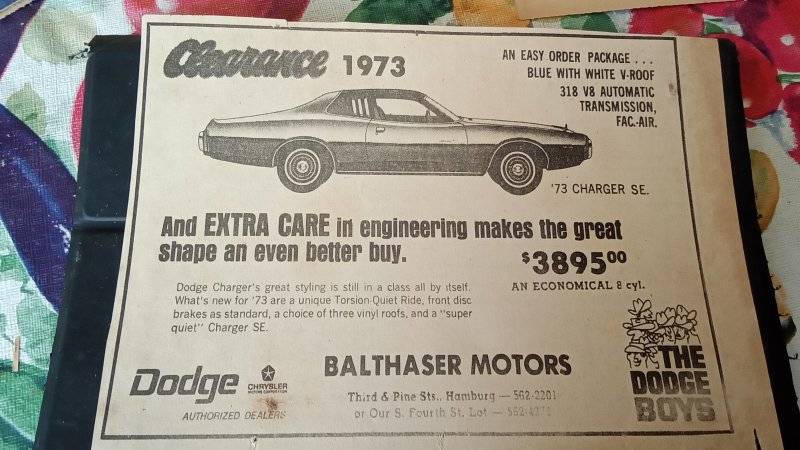 Clearance 1973
AN EASY ORDER PACKAGE . . .
BLUE WITH WHITE V-ROOF
318 V8 AUTOMATIC
TRANSMISSION,
FAC.-AIR.
'73 CHARGER SE.
And EXTRA CARE in engineering makes the great
shape an even better buy.
$3895⁰⁰
AN ECONOMICAL 8 cyl.
Dodge Charger's great styling is still in a class all by itself.
What's new for '73 are a unique Torsion-Quiet Ride, front disc
brakes as standard, a choice of three vinyl roofs, and a "super
quiet" Charger SE.
Dodge
CHRYSLER
MOTORS CORPORATION
AUTHORIZED DEALERS
BALTHASER MOTORS
Third & Pine Sts., Hamburg — 562-2201
or Our S. Fourth St. Lot —
THE
DODGE
BOYS